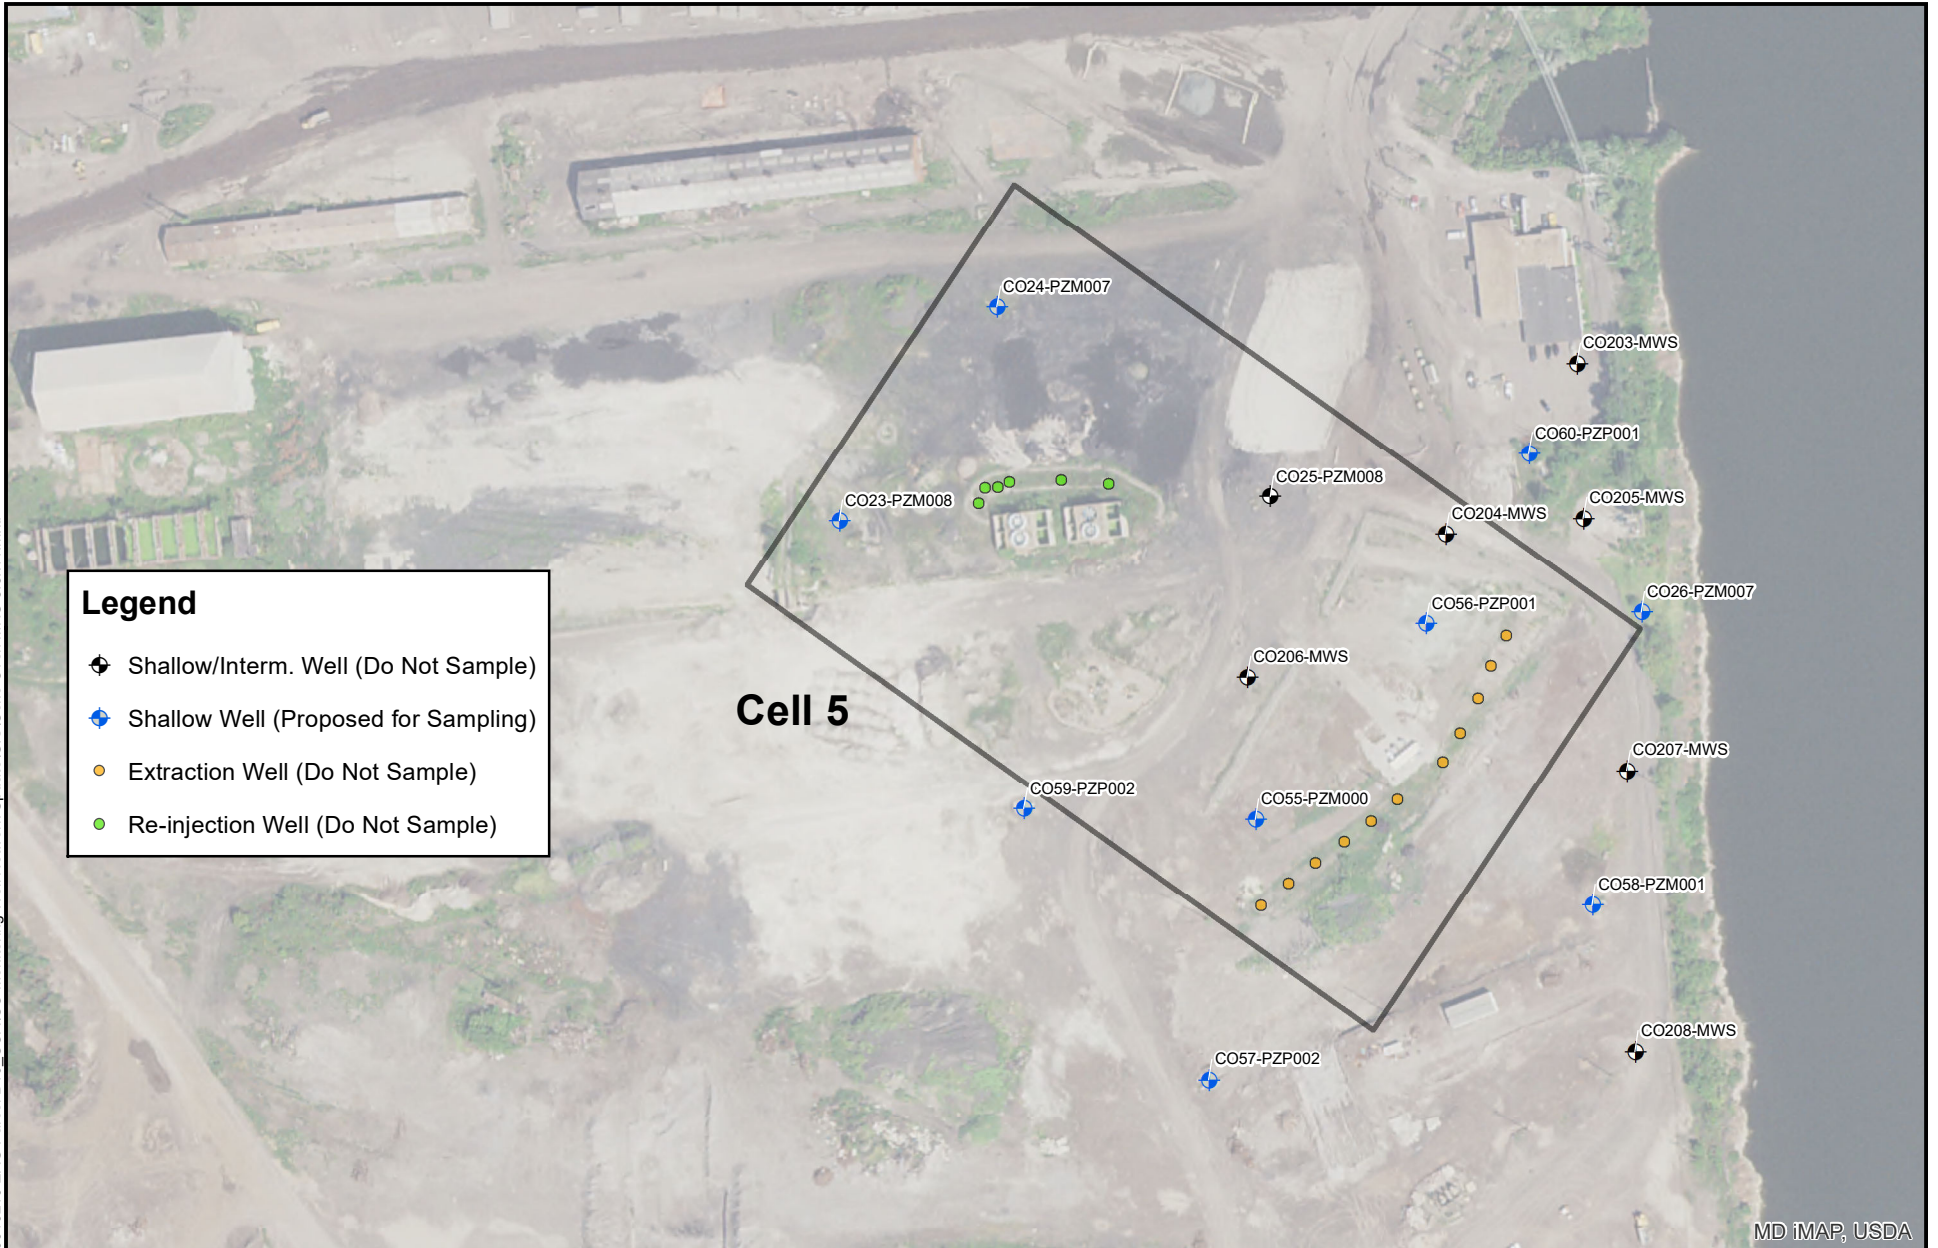 CO24-PZM007
CO203-MWS
CO60-PZP001
CO25-PZM008
CO23-PZM008
CO205-MWS
CO204-MWS
CO26-PZM007
CO56-PZP001
CO206-MWS
Legend
Shallow/Interm. Well (Do Not Sample)
Shallow Well (Proposed for Sampling)
Extraction Well (Do Not Sample)
Re-injection Well (Do Not Sample)
Cell 5
CO207-MWS
CO59-PZP002
CO55-PZM000
CO58-PZM001
CO208-MWS
CO57-PZP002
MD iMAP, USDA